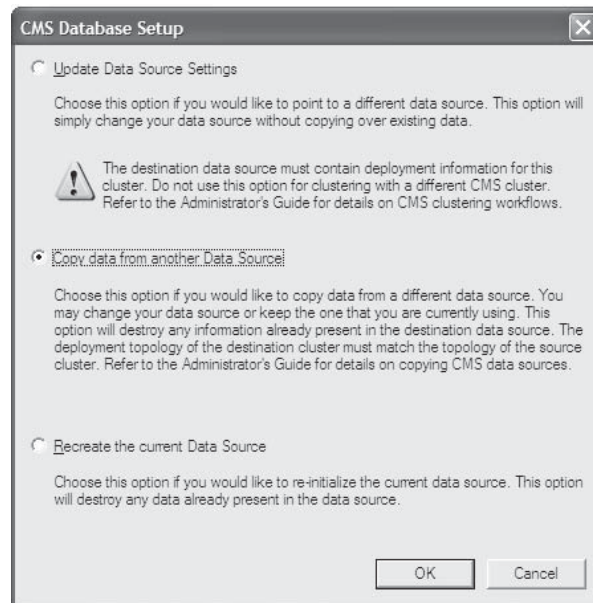 CMS Database Setup
Update Data Source Settings
Choose this option if you would like to point to a different data source. This option will
simply change your data source without copying over existing data.
The destination data source must contain deployment information for this
cluster. Do not use this option for clustering with a different CMS cluster.
Refer to the Administrator's Guide for details on CMS clustering workflows.
Copy data from another Data Source
Choose this option if you would like to copy data from a different data source. You
may change your data source or keep the one that you are currently using. This
option will destroy any information already present in the destination data source. The
deployment topology of the destination cluster must match the topology of the source
cluster. Refer to the Administrator's Guide for details on copying CMS data sources.
Recreate the current Data Source
Choose this option if you would like to re-initialize the current data source. This option
will destroy any data already present in the data source.
OK
Cancel